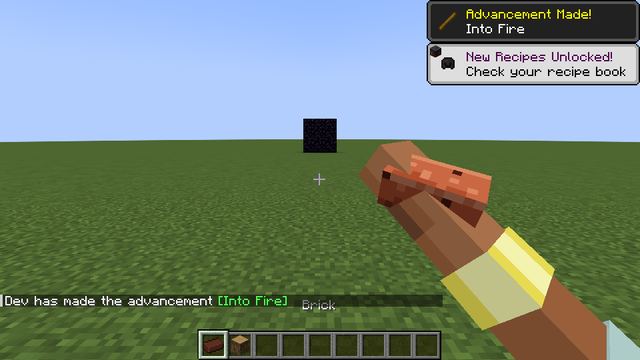 Advancement Made!
Into Fire
New Recipes Unlocked!
Check your recipe book
Dev has made the advancement [Into Fire]
Brick